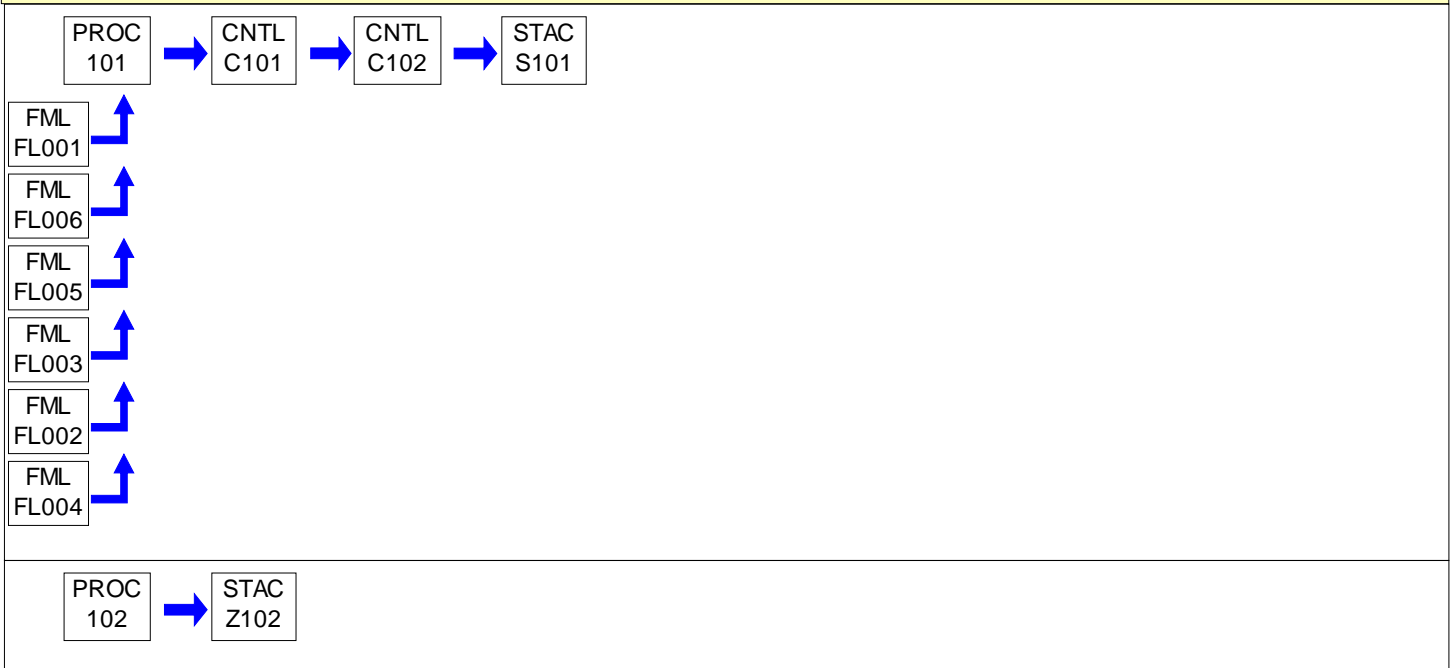 PROC
101
CNTL
C101
CNTL
C102
STAC
S101
FML
FL001
FML
FL006
FML
FL005
FML
FL003
FML
FL002
FML
FL004
PROC
102
STAC
Z102